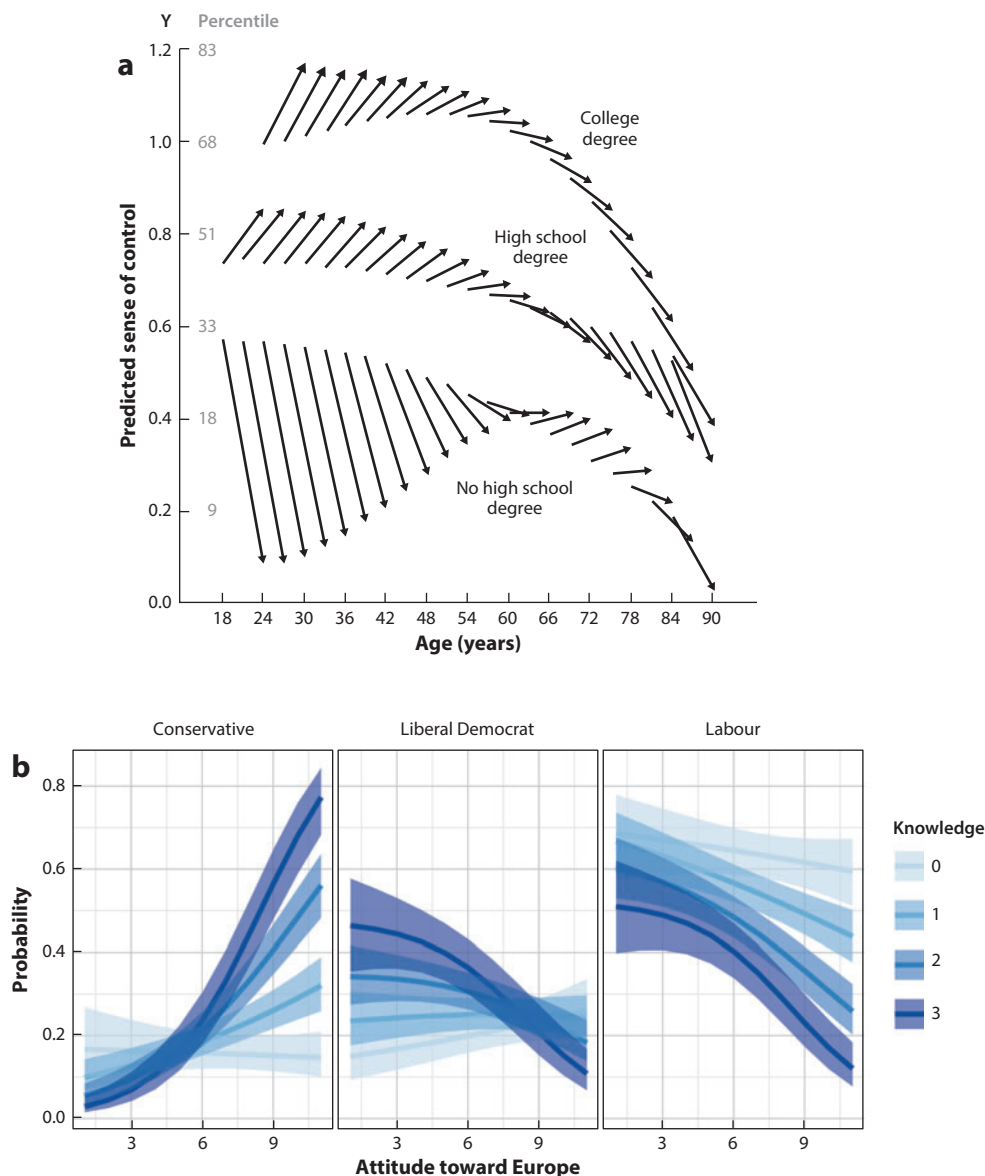 Y Percentile
a
1.2 83
1.0 68
0.8 51
0.6 33
0.4 18
0.2 9
0.0
Predicted sense of control
College
degree
High school
degree
No high school
degree
18 24 30 36 42 48 54 60 66 72 78 84 90
Age (years)
b
Conservative Liberal Democrat Labour
0.8
0.6
0.4
0.2
0.0
Probability
3 6 9 3 6 9 3 6 9
Attitude toward Europe
Knowledge
0
1
2
3